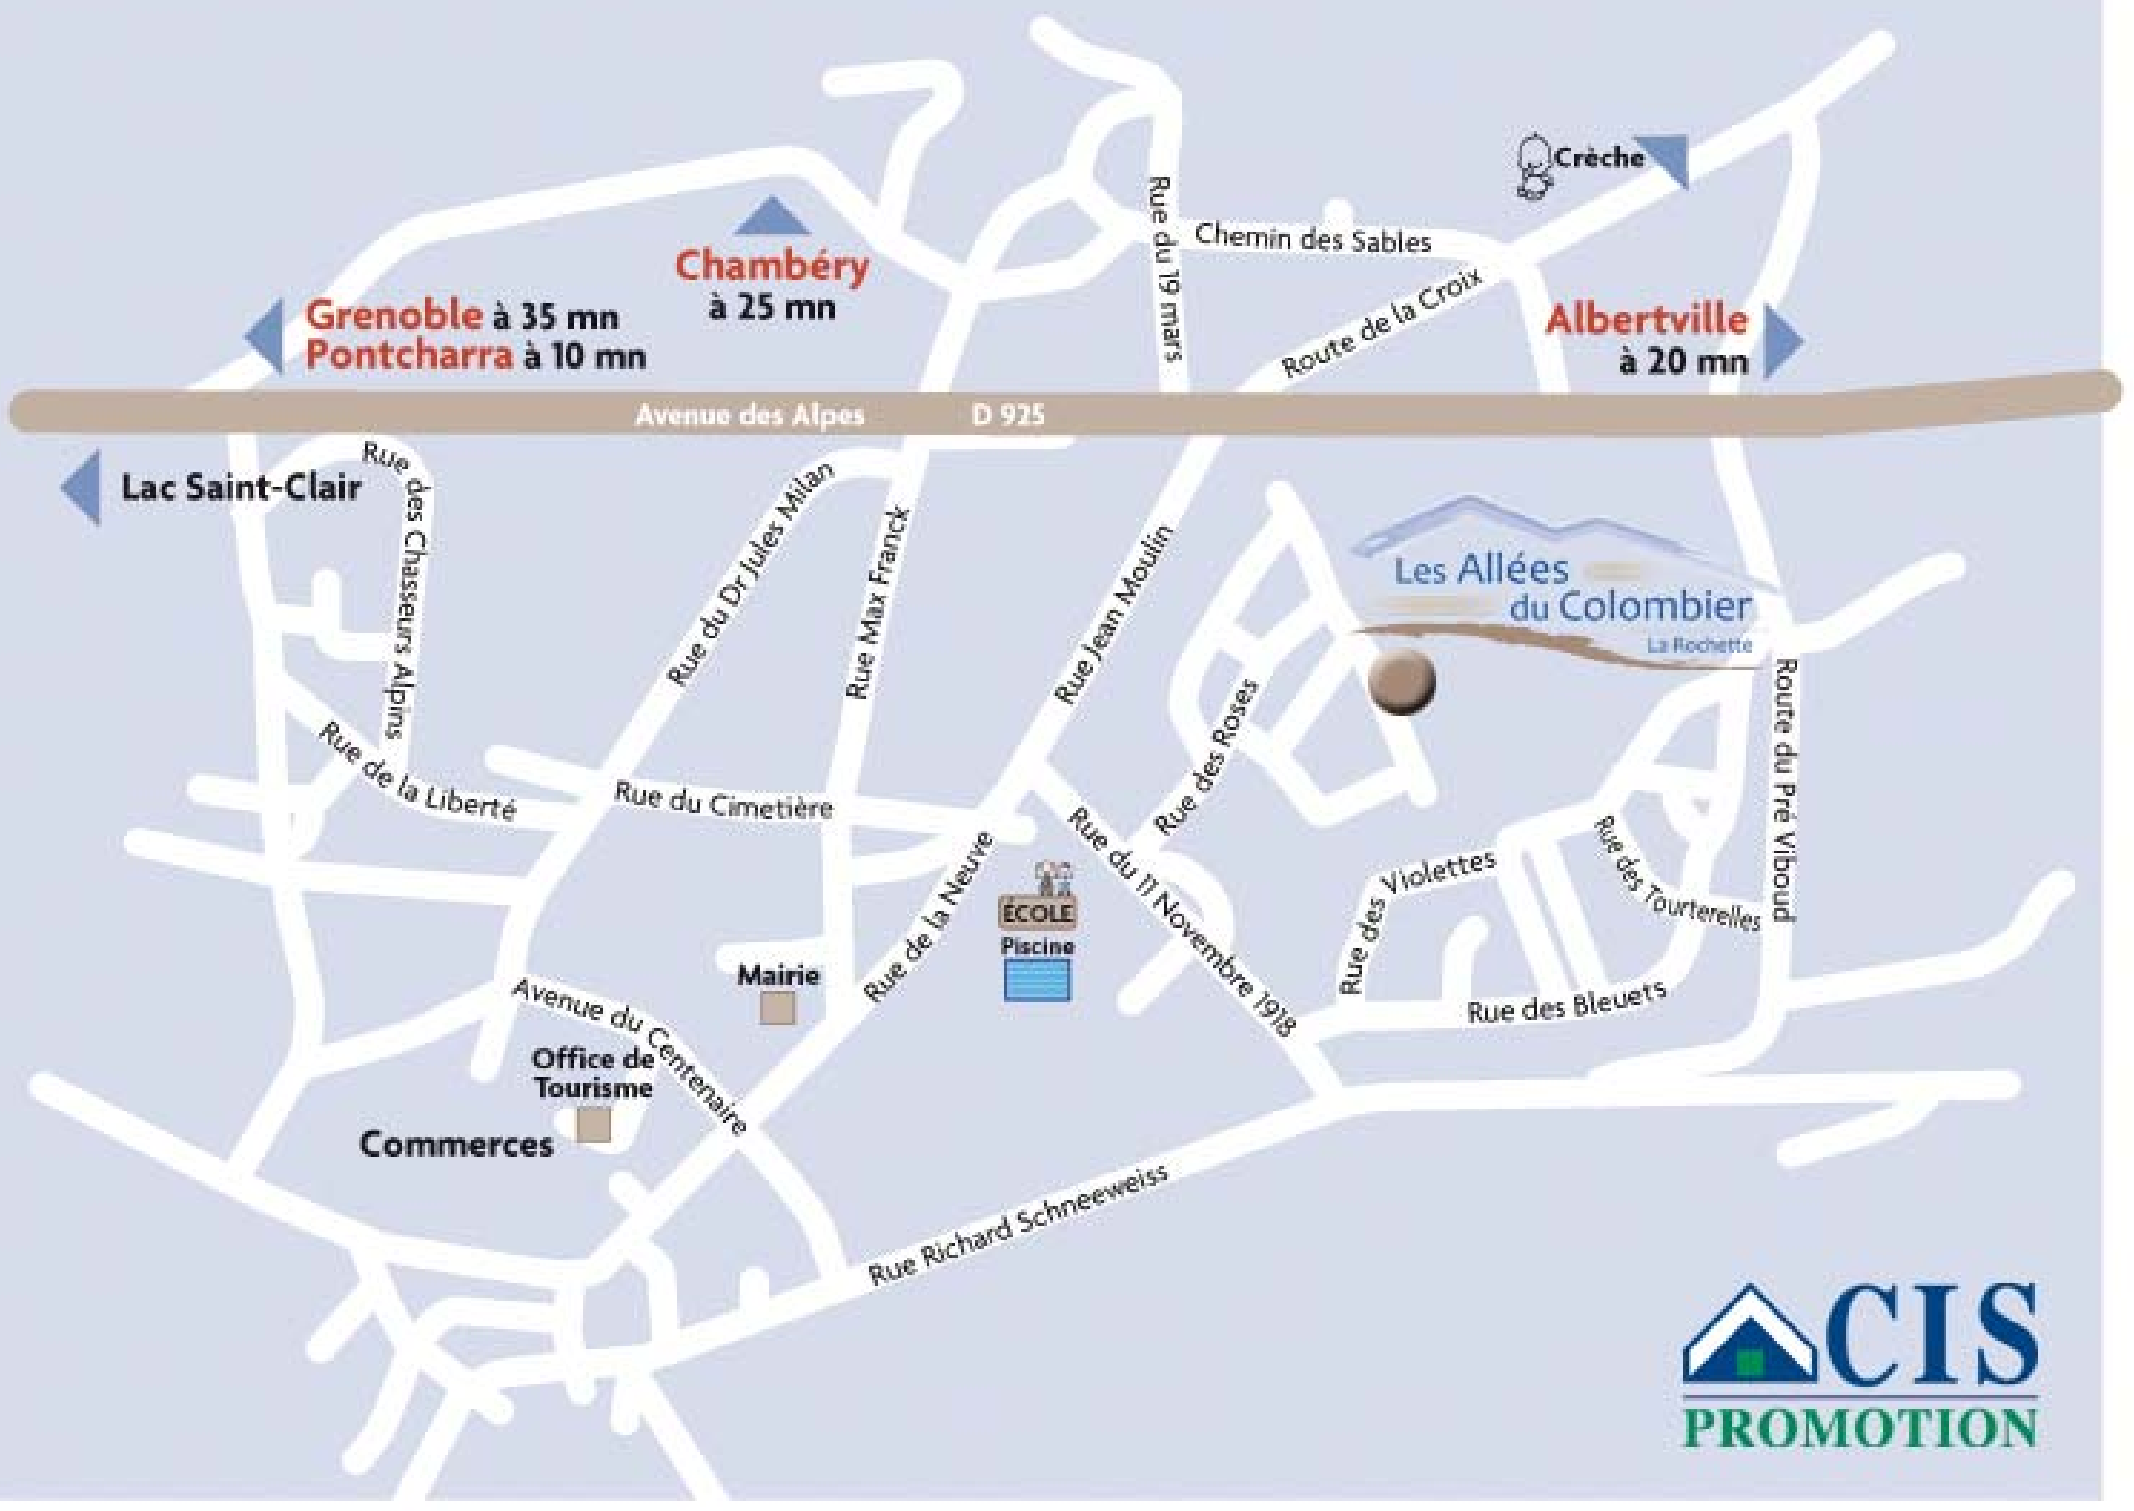 Crèche
Rue du 19 mars
Chemin des Sables
Route de la Croix
Chambéry
à 25 mn
Grenoble à 35 mn
Pontcharra à 10 mn
Albertville
à 20 mn
Avenue des Alpes D 925
Lac Saint-Clair
Rue des Chasseurs Alpins
Rue du Dr Jules Milan
Rue Max Franck
Rue Jean Moulin
Les Allées
du Colombier
La Rochette
Rue des Roses
Route du Pré Viboud
Rue de la Liberté
Rue du Cimetière
Rue du 11 Novembre 1918
Rue de la Neuve
Rue des Violettes
Rue des Tourterelles
ÉCOLE
Piscine
Mairie
Rue des Bleuets
Avenue du Centenaire
Office de
Tourisme
Commerces
Rue Richard Schneeweiss
CIS
PROMOTION